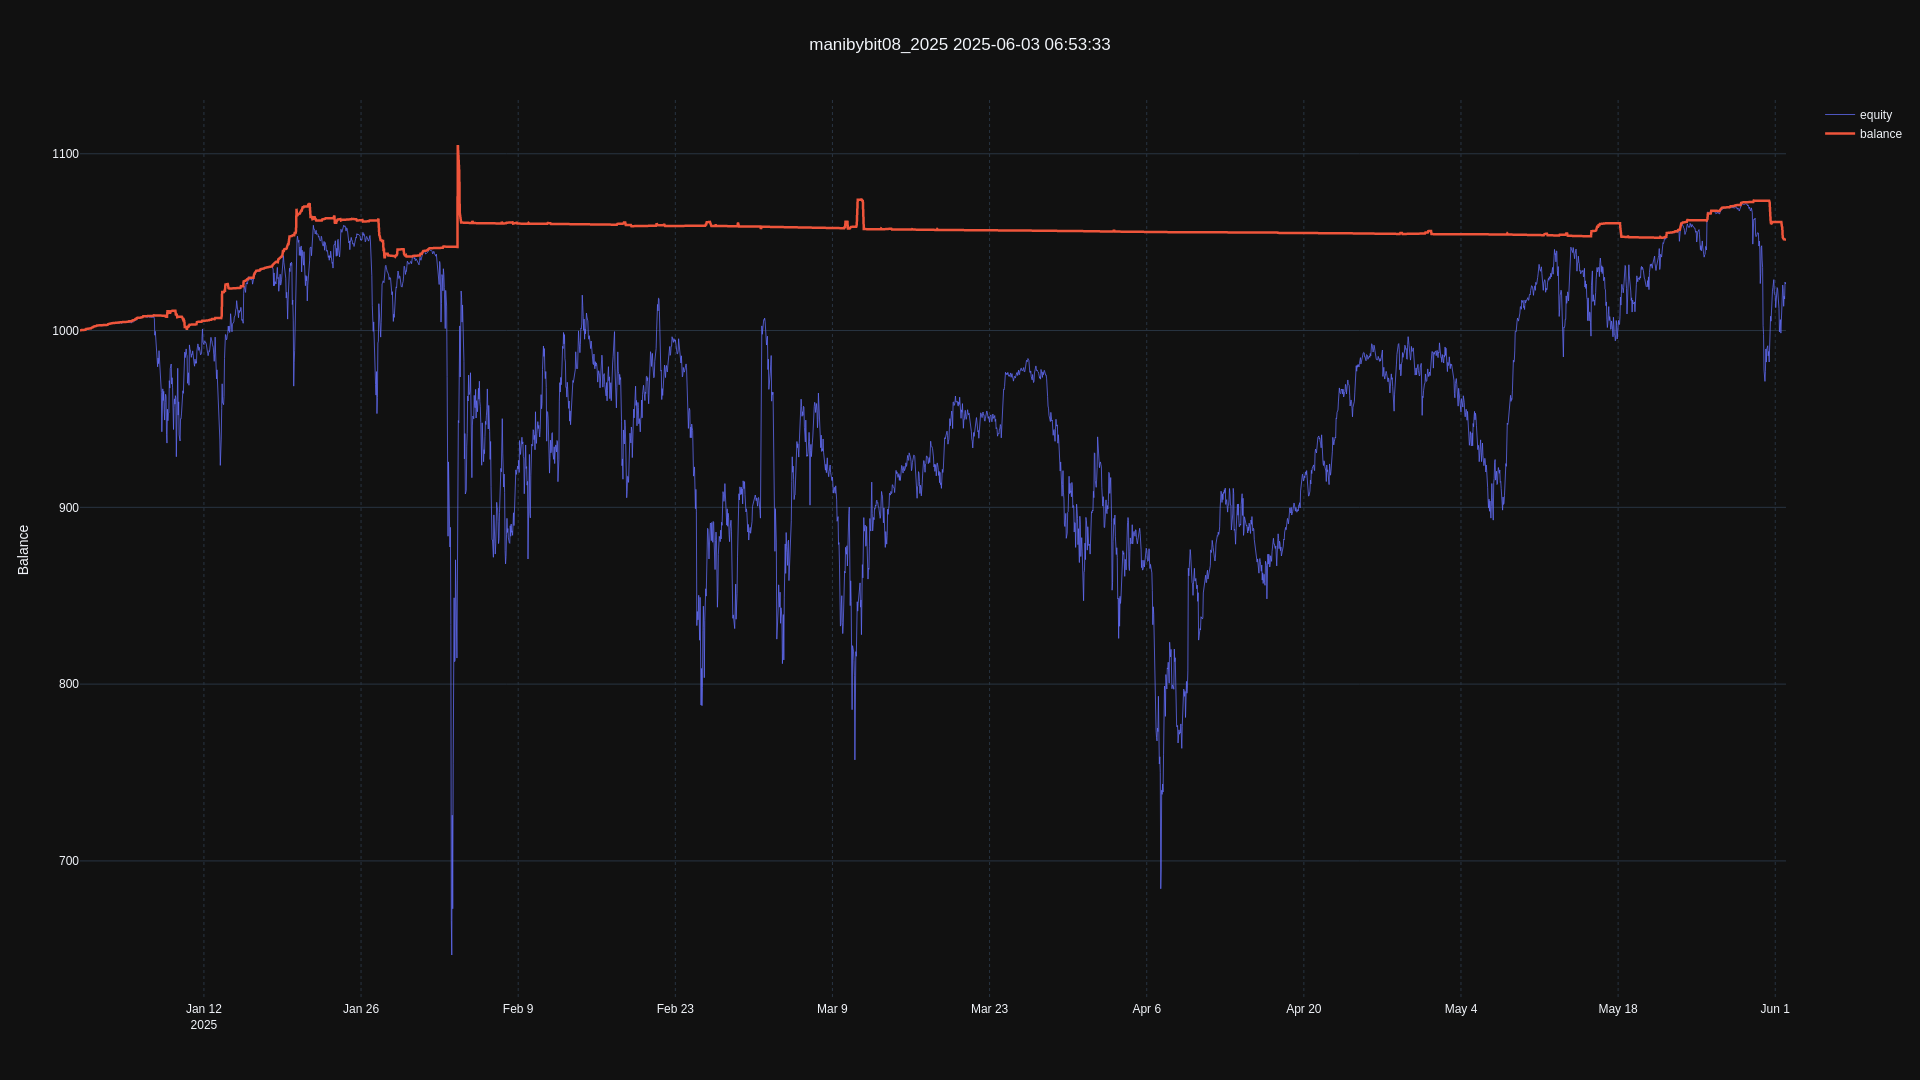 manibybit08_2025 2025-06-03 06:53:33
equity
balance
1100
1000
900
800
700
Balance
Jan 12
2025
Jan 26
Feb 9
Feb 23
Mar 9
Mar 23
Apr 6
Apr 20
May 4
May 18
Jun 1